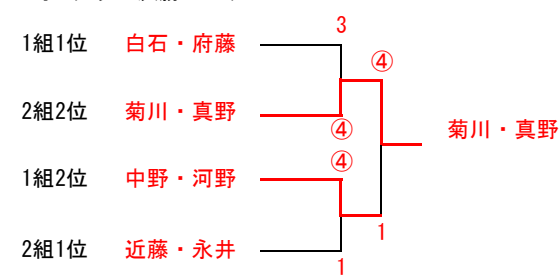 3
1組1位 白石・府藤
④
2組2位 菊川・真野
④
菊川・真野
④
1組2位 中野・河野
1
2組1位 近藤・永井
1